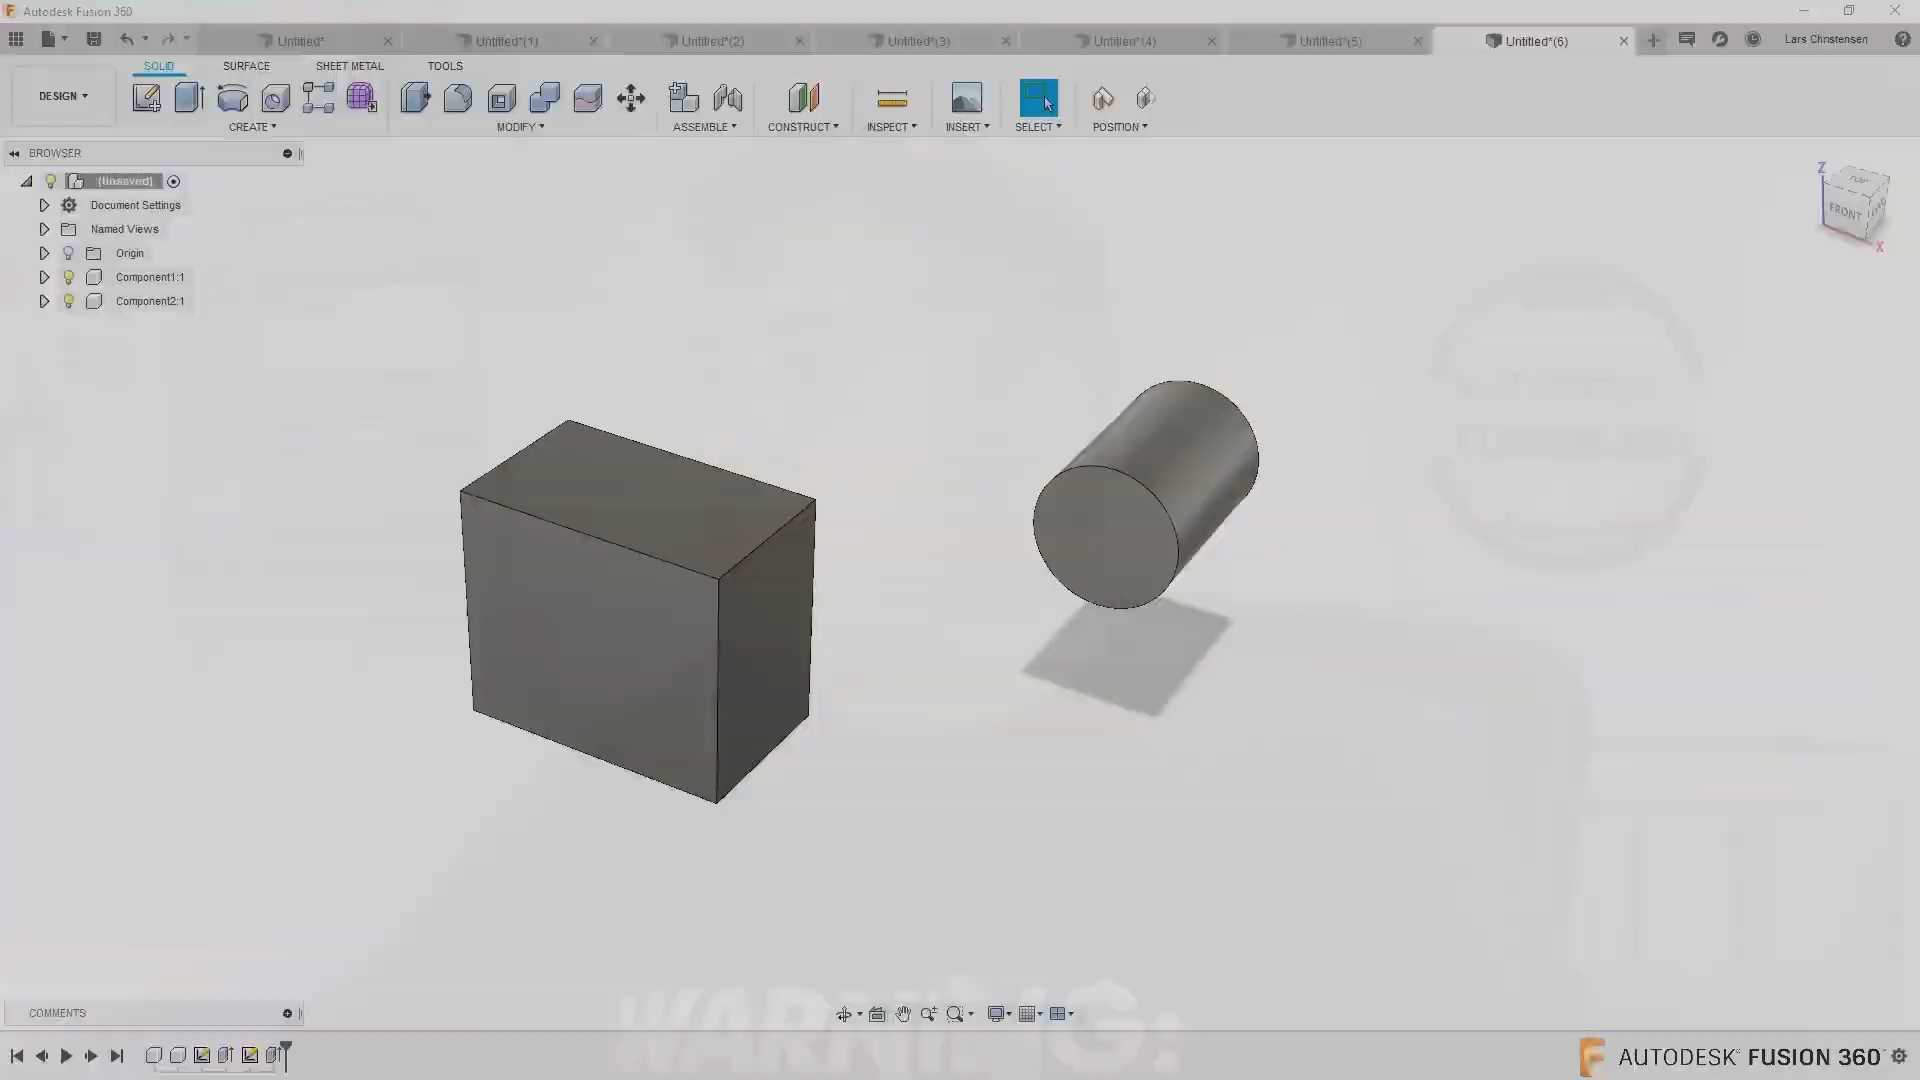 Autodesk Fusion 360
Untitled*
Untitled*(1)
Untitled*(2)
Untitled*(3)
Untitled*(4)
Untitled*(5)
Untitled*(6)
Lars Christensen
DESIGN
SOLID
SURFACE
SHEET METAL
TOOLS
CREATE
MODIFY
ASSEMBLE
CONSTRUCT
INSPECT
INSERT
SELECT
POSITION
BROWSER
(Unsaved)
Document Settings
Named Views
Origin
Component1:1
Component2:1
Z
TOP
FRONT
X
WARNING:
COMMENTS
AUTODESK FUSION 360